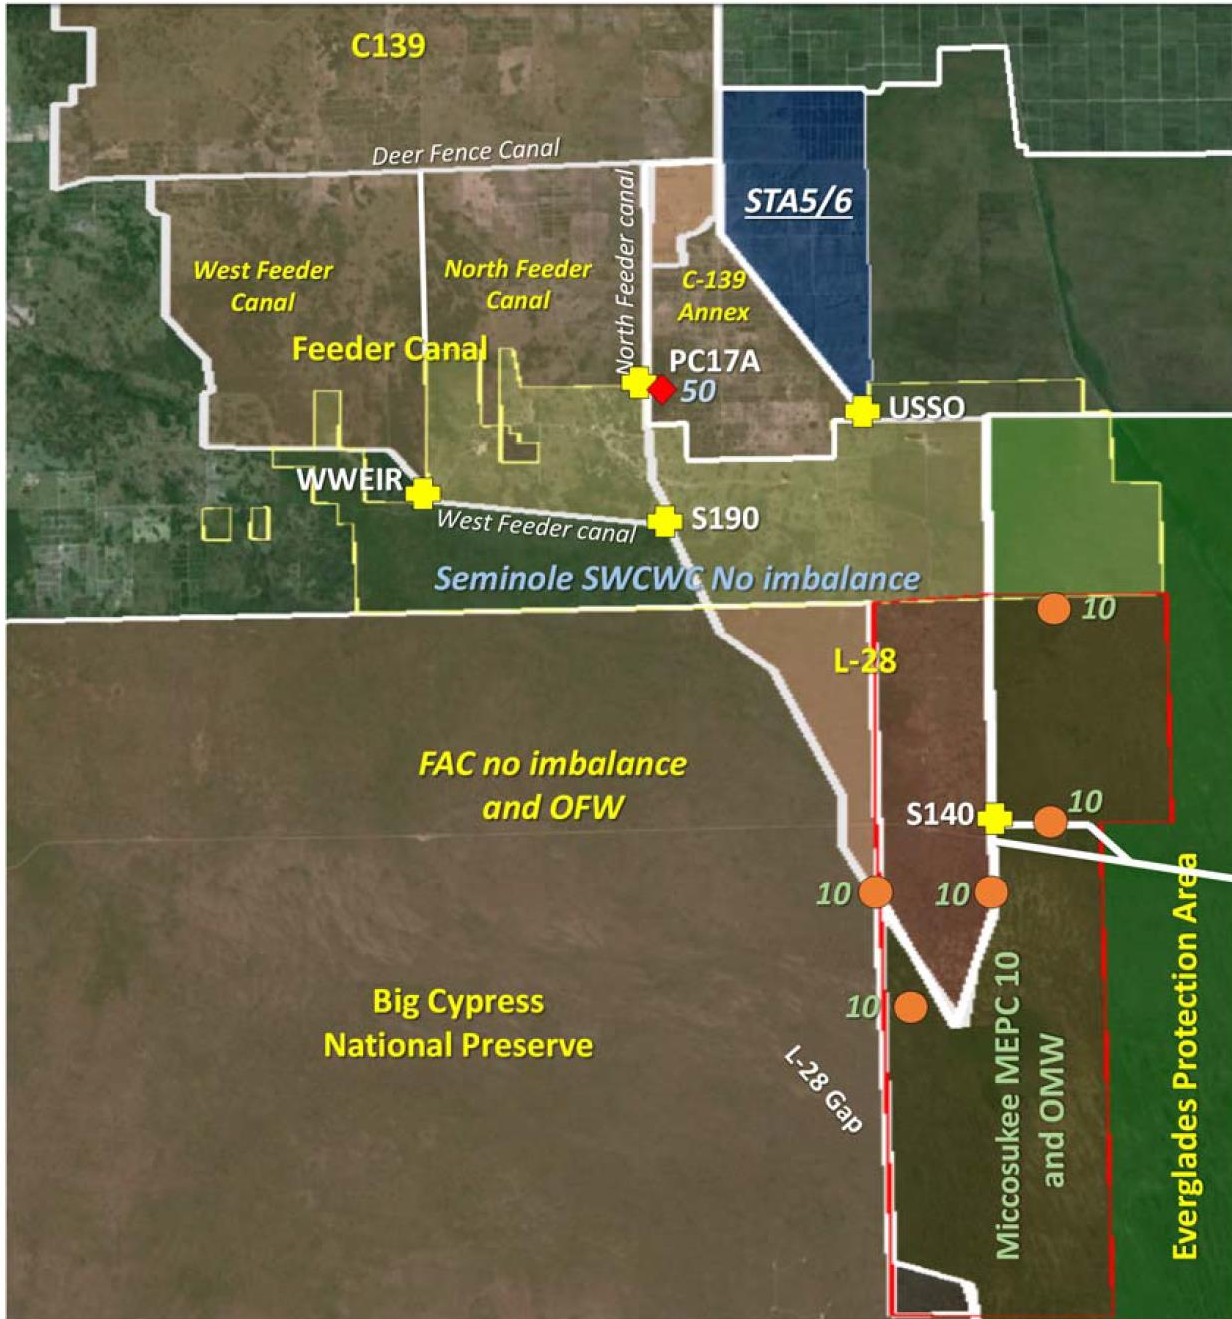 C139
Deer Fence Canal
STA5/6
North Feeder canal
West Feeder
Canal
North Feeder
Canal
C-139
Annex
Feeder Canal
PC17A
50
USSO
WWEIR
West Feeder canal
S190
Seminole SWCWC No imbalance
10
L-28
FAC no imbalance
and OFW
S140
10
10
10
10
Big Cypress
National Preserve
L-28 Gap
Miccosukee MEPC 10
and OMW
Everglades Protection Area